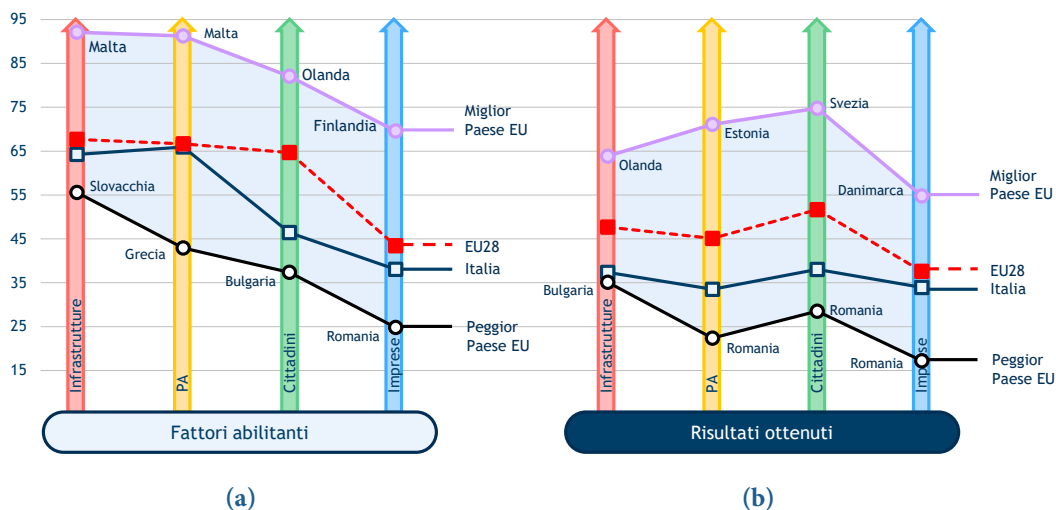 95
85
75
65
55
45
35
25
15
Malta
Malta
Olanda
Finlandia
Miglior
Paese EU
Slovacchia
Grecia
Bulgaria
Romania
EU28
Italia
Peggior
Paese EU
Infrastrutture
PA
Cittadini
Imprese
Fattori abilitanti
(a)
Olanda
Estonia
Svezia
Danimarca
Miglior
Paese EU
Bulgaria
Romania
Romania
Romania
EU28
Italia
Peggior
Paese EU
Infrastrutture
PA
Cittadini
Imprese
Risultati ottenuti
(b)